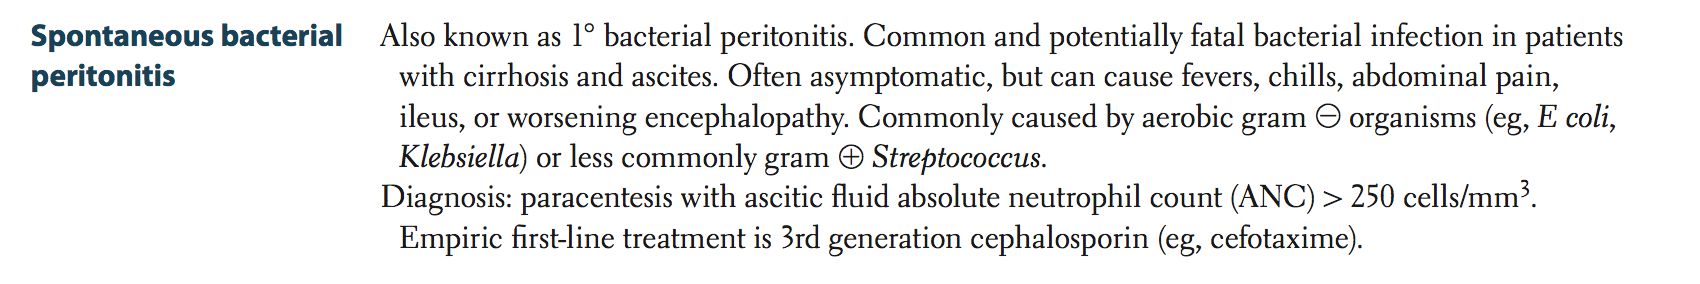 Spontaneous bacterial
peritonitis
Also known as 1° bacterial peritonitis. Common and potentially fatal bacterial infection in patients
with cirrhosis and ascites. Often asymptomatic, but can cause fevers, chills, abdominal pain,
ileus, or worsening encephalopathy. Commonly caused by aerobic gram ⊖ organisms (eg, E coli,
Klebsiella) or less commonly gram ⊕ Streptococcus.
Diagnosis: paracentesis with ascitic fluid absolute neutrophil count (ANC) > 250 cells/mm³.
Empiric first-line treatment is 3rd generation cephalosporin (eg, cefotaxime).